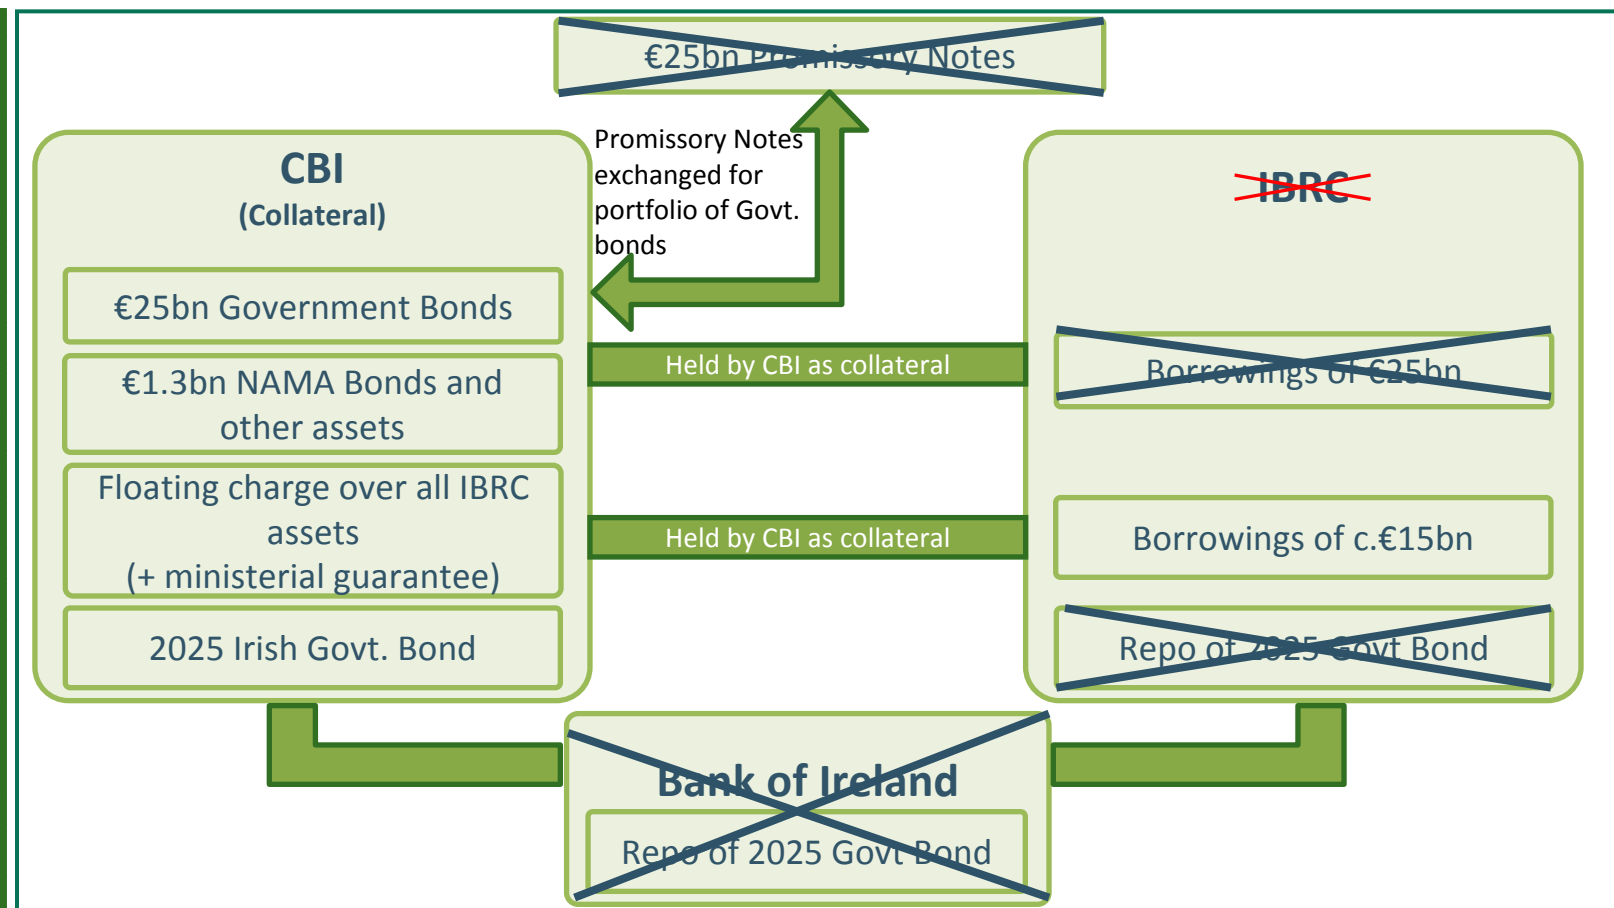 €25bn Promissory Notes
Promissory Notes
exchanged for
portfolio of Govt.
bonds
CBI
(Collateral)
€25bn Government Bonds
€1.3bn NAMA Bonds and
other assets
Floating charge over all IBRC
assets
(+ ministerial guarantee)
2025 Irish Govt. Bond
Held by CBI as collateral
Held by CBI as collateral
IBRC
Borrowings of €25bn
Borrowings of c.€15bn
Repo of 2025 Govt Bond
Bank of Ireland
Repo of 2025 Govt Bond